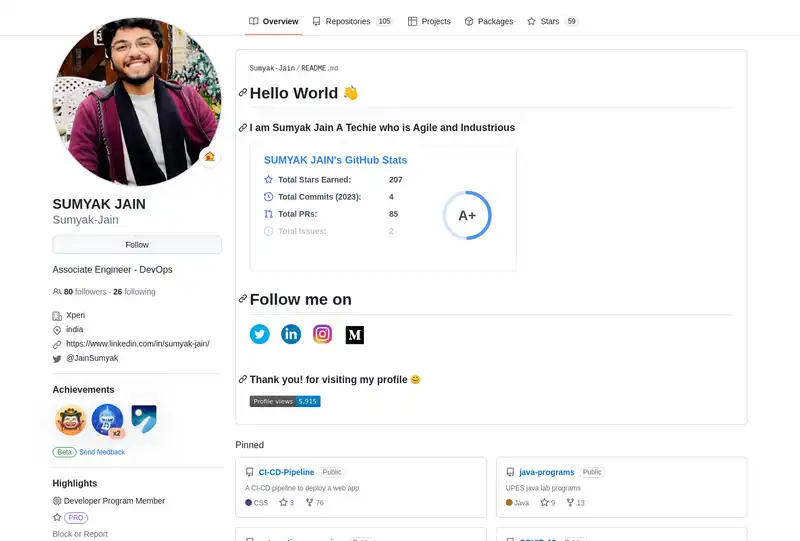 Overview
Repositories 105
Projects
Packages
Stars 59
SUMYAK JAIN
Sumyak-Jain
Follow
Associate Engineer - DevOps
80 followers · 26 following
Xperi
india
https://www.linkedin.com/in/sumyak-jain/
@JainSumyak
Achievements
x2
Beta Send feedback
Highlights
Developer Program Member
PRO
Block or Report
Sumyak-Jain/README.md
Hello World 👋
I am Sumyak Jain A Techie who is Agile and Industrious
SUMYAK JAIN's GitHub Stats
Total Stars Earned: 207
Total Commits (2023): 4
Total PRs: 85
Total Issues: 2
A+
Follow me on
Thank you! for visiting my profile 😊
Profile views 5,915
Pinned
CI-CD-Pipeline Public
A CI-CD pipeline to deploy a web app
CSS 3 76
java-programs Public
UPES java lab programs
Java 9 13